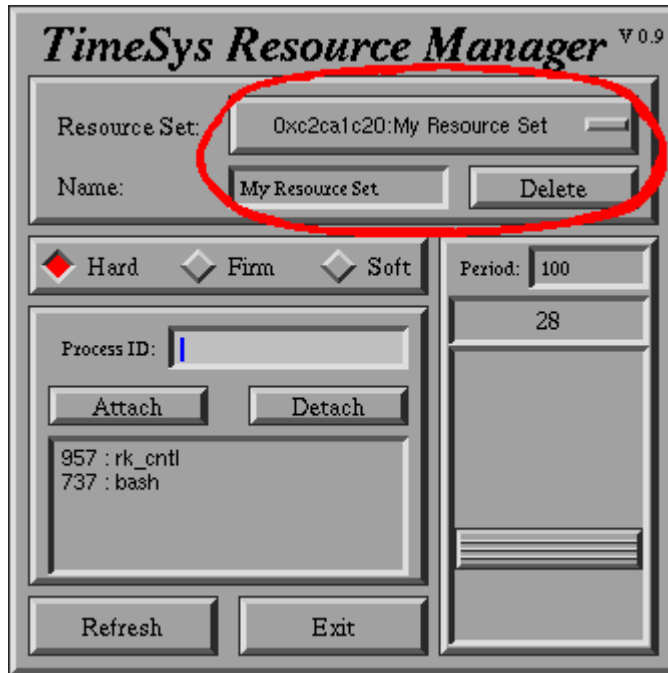 TimeSys Resource Manager V 0.9
Resource Set: 0xc2ca1c20:My Resource Set
Name: My Resource Set Delete
Hard Firm Soft
Period: 100
28
Process ID:
Attach Detach
957 : rk_cntl
737 : bash
Refresh Exit